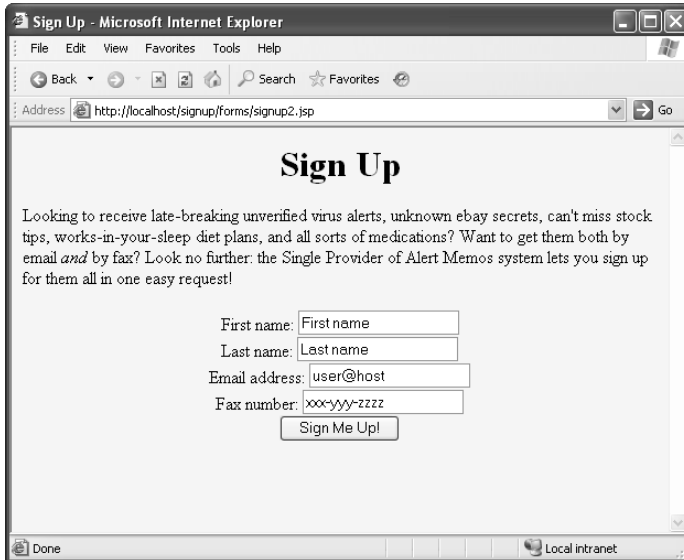 Sign Up - Microsoft Internet Explorer
File Edit View Favorites Tools Help
Back Search Favorites
Address http://localhost/signup/forms/signup2.jsp Go
Sign Up
Looking to receive late-breaking unverified virus alerts, unknown ebay secrets, can't miss stock
tips, works-in-your-sleep diet plans, and all sorts of medications? Want to get them both by
email and by fax? Look no further: the Single Provider of Alert Memos system lets you sign up
for them all in one easy request!
First name: First name
Last name: Last name
Email address: user@host
Fax number: xxx-yyy-zzzz
Sign Me Up!
Done Local intranet